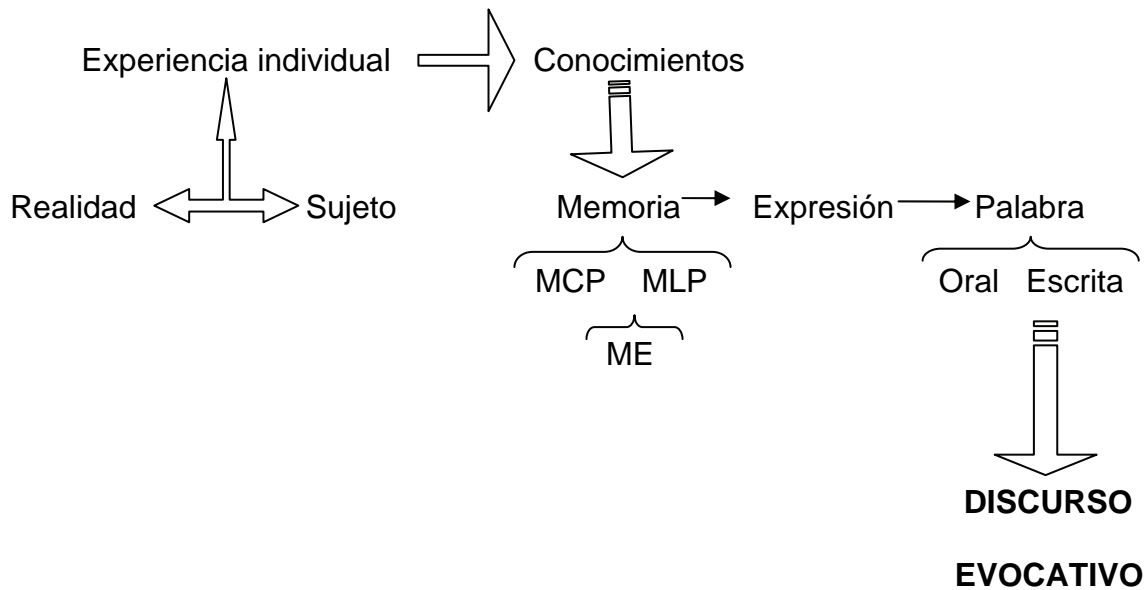 Experiencia individual Conocimientos
Realidad Sujeto Memoria Expresión Palabra
MCP MLP Oral Escrita
ME
DISCURSO
EVOCATIVO